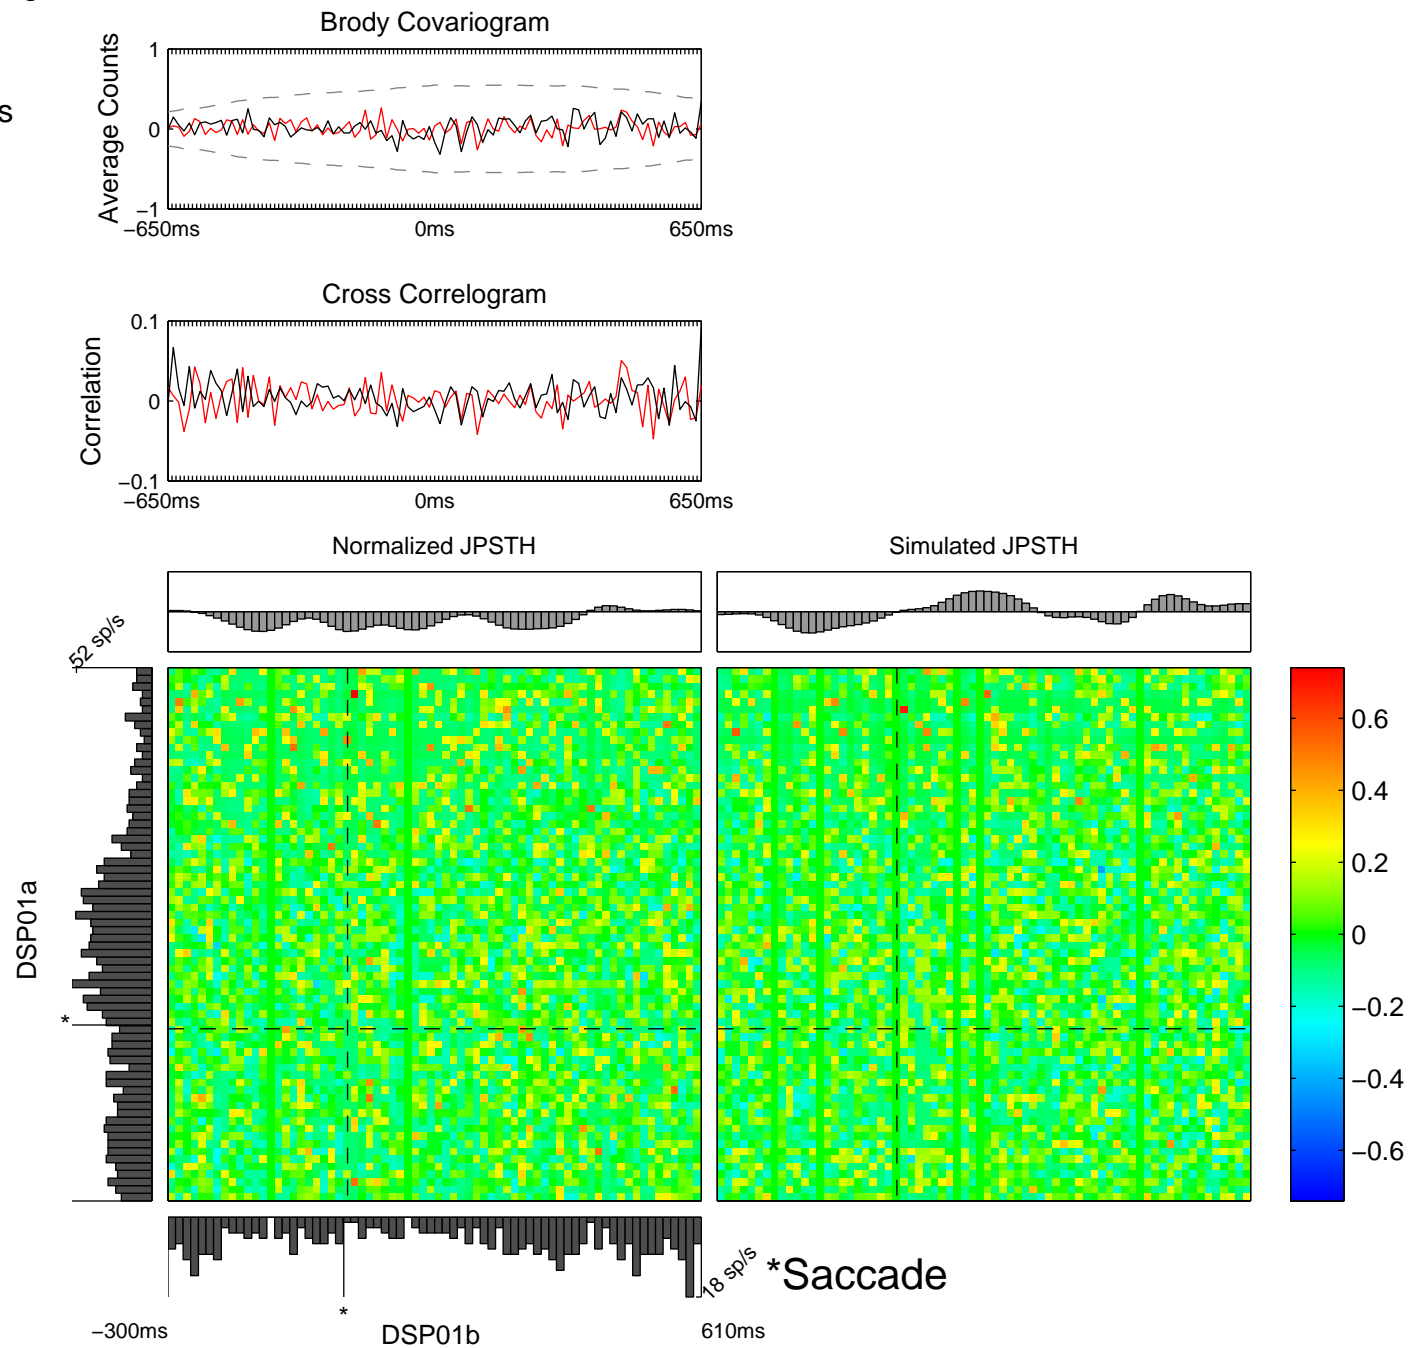 Brody Covariogram
Average Counts
1
0
−1
−650ms
0ms
650ms
s
Cross Correlogram
Correlation
0.1
0
−0.1
−650ms
0ms
650ms
Normalized JPSTH
Simulated JPSTH
52 sp/s
DSP01a
*
0.6
0.4
0.2
0
−0.2
−0.4
−0.6
18 sp/s
*Saccade
*
−300ms
DSP01b
610ms